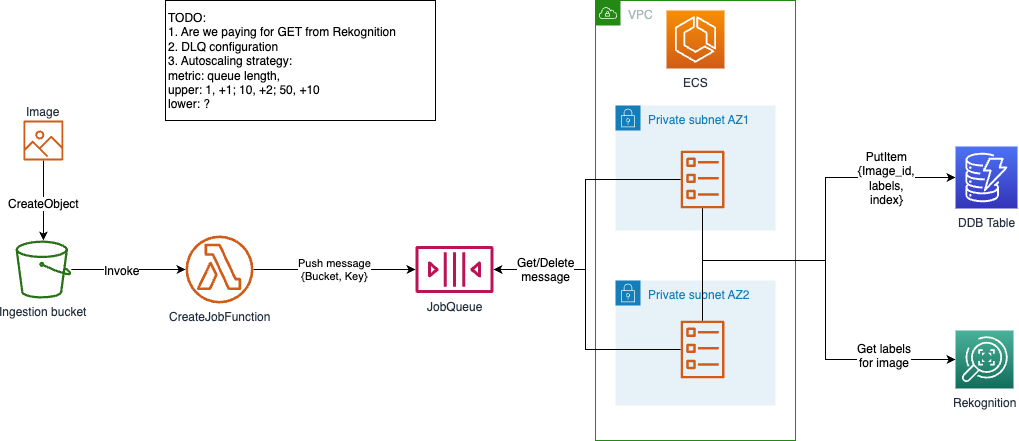 TODO:
1. Are we paying for GET from Rekognition
2. DLQ configuration
3. Autoscaling strategy:
metric: queue length,
upper: 1, +1; 10, +2; 50, +10
lower: ?
VPC
ECS
Image
CreateObject
Ingestion bucket
Invoke
CreateJobFunction
Push message
{Bucket, Key}
JobQueue
Get/Delete
message
Private subnet AZ1
Private subnet AZ2
PutItem
{Image_id,
labels,
index}
DDB Table
Get labels
for image
Rekognition